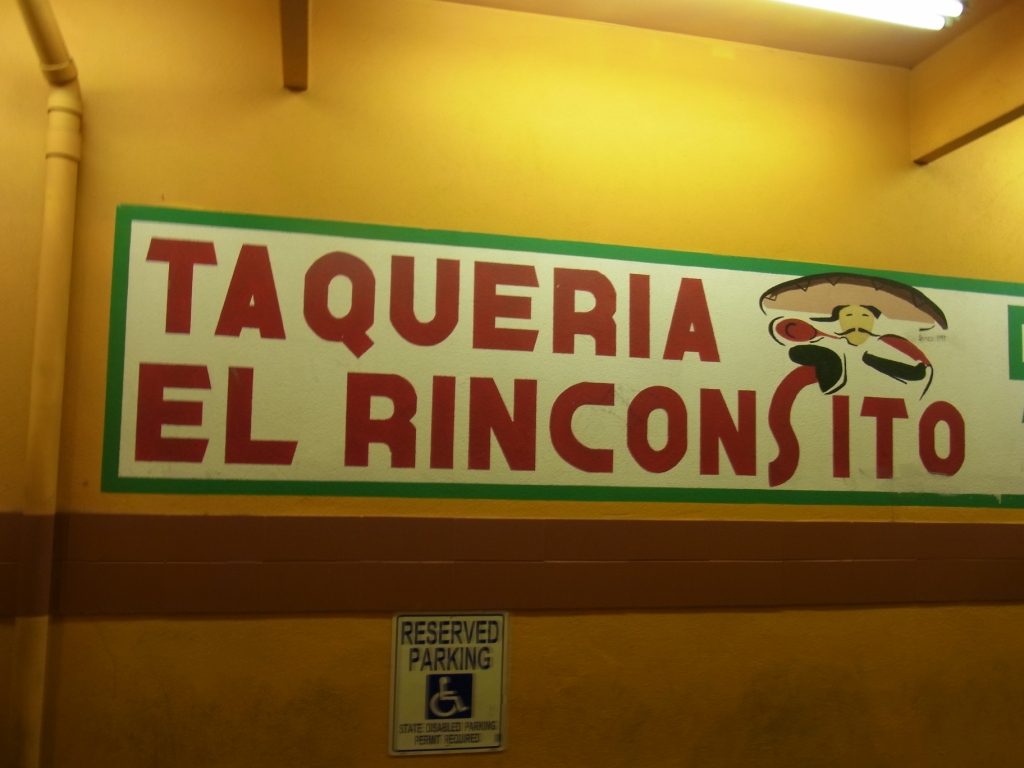 TAQUERIA
EL RINCONSITO
RESERVED
PARKING
STATE DISABLED PARKING
PERMIT REQUIRED